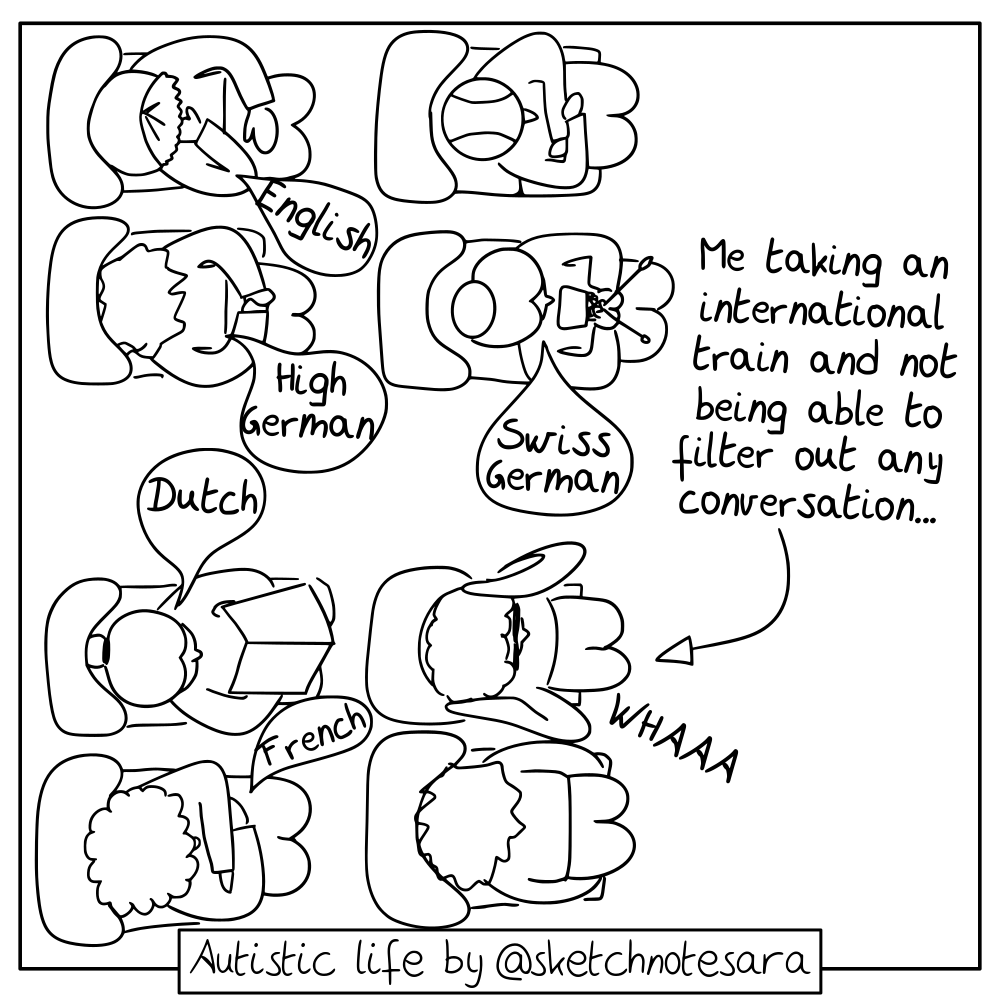 English
High
German
Swiss
German
Me taking an
international
train and not
being able to
filter out any
conversation...
Dutch
French
WHAAA
Autistic life by @sketchnotesara